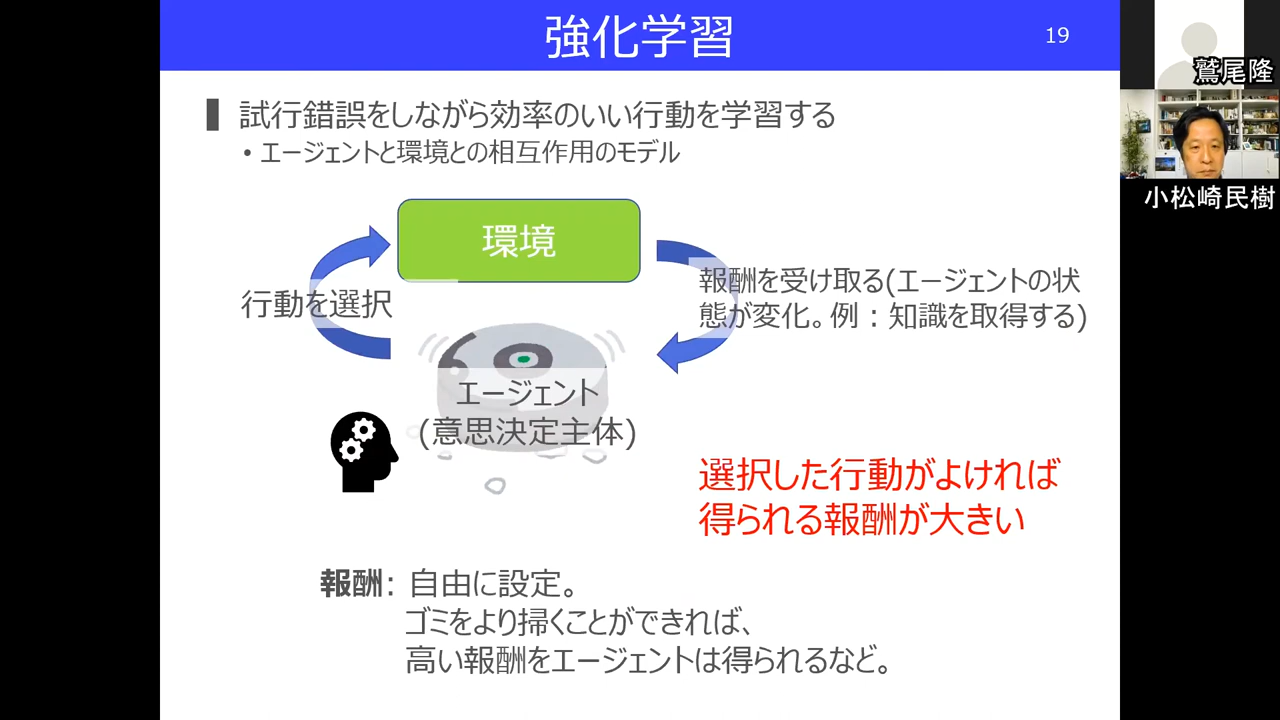 強化学習
19
試行錯誤をしながら効率のいい行動を学習する
・エージェントと環境との相互作用のモデル
環境
行動を選択
報酬を受け取る(エージェントの状
態が変化。例：知識を取得する)
エージェント
(意思決定主体)
選択した行動がよければ
得られる報酬が大きい
報酬: 自由に設定。
ゴミをより掃くことができれば、
高い報酬をエージェントは得られるなど。
鷲尾隆
小松崎民樹